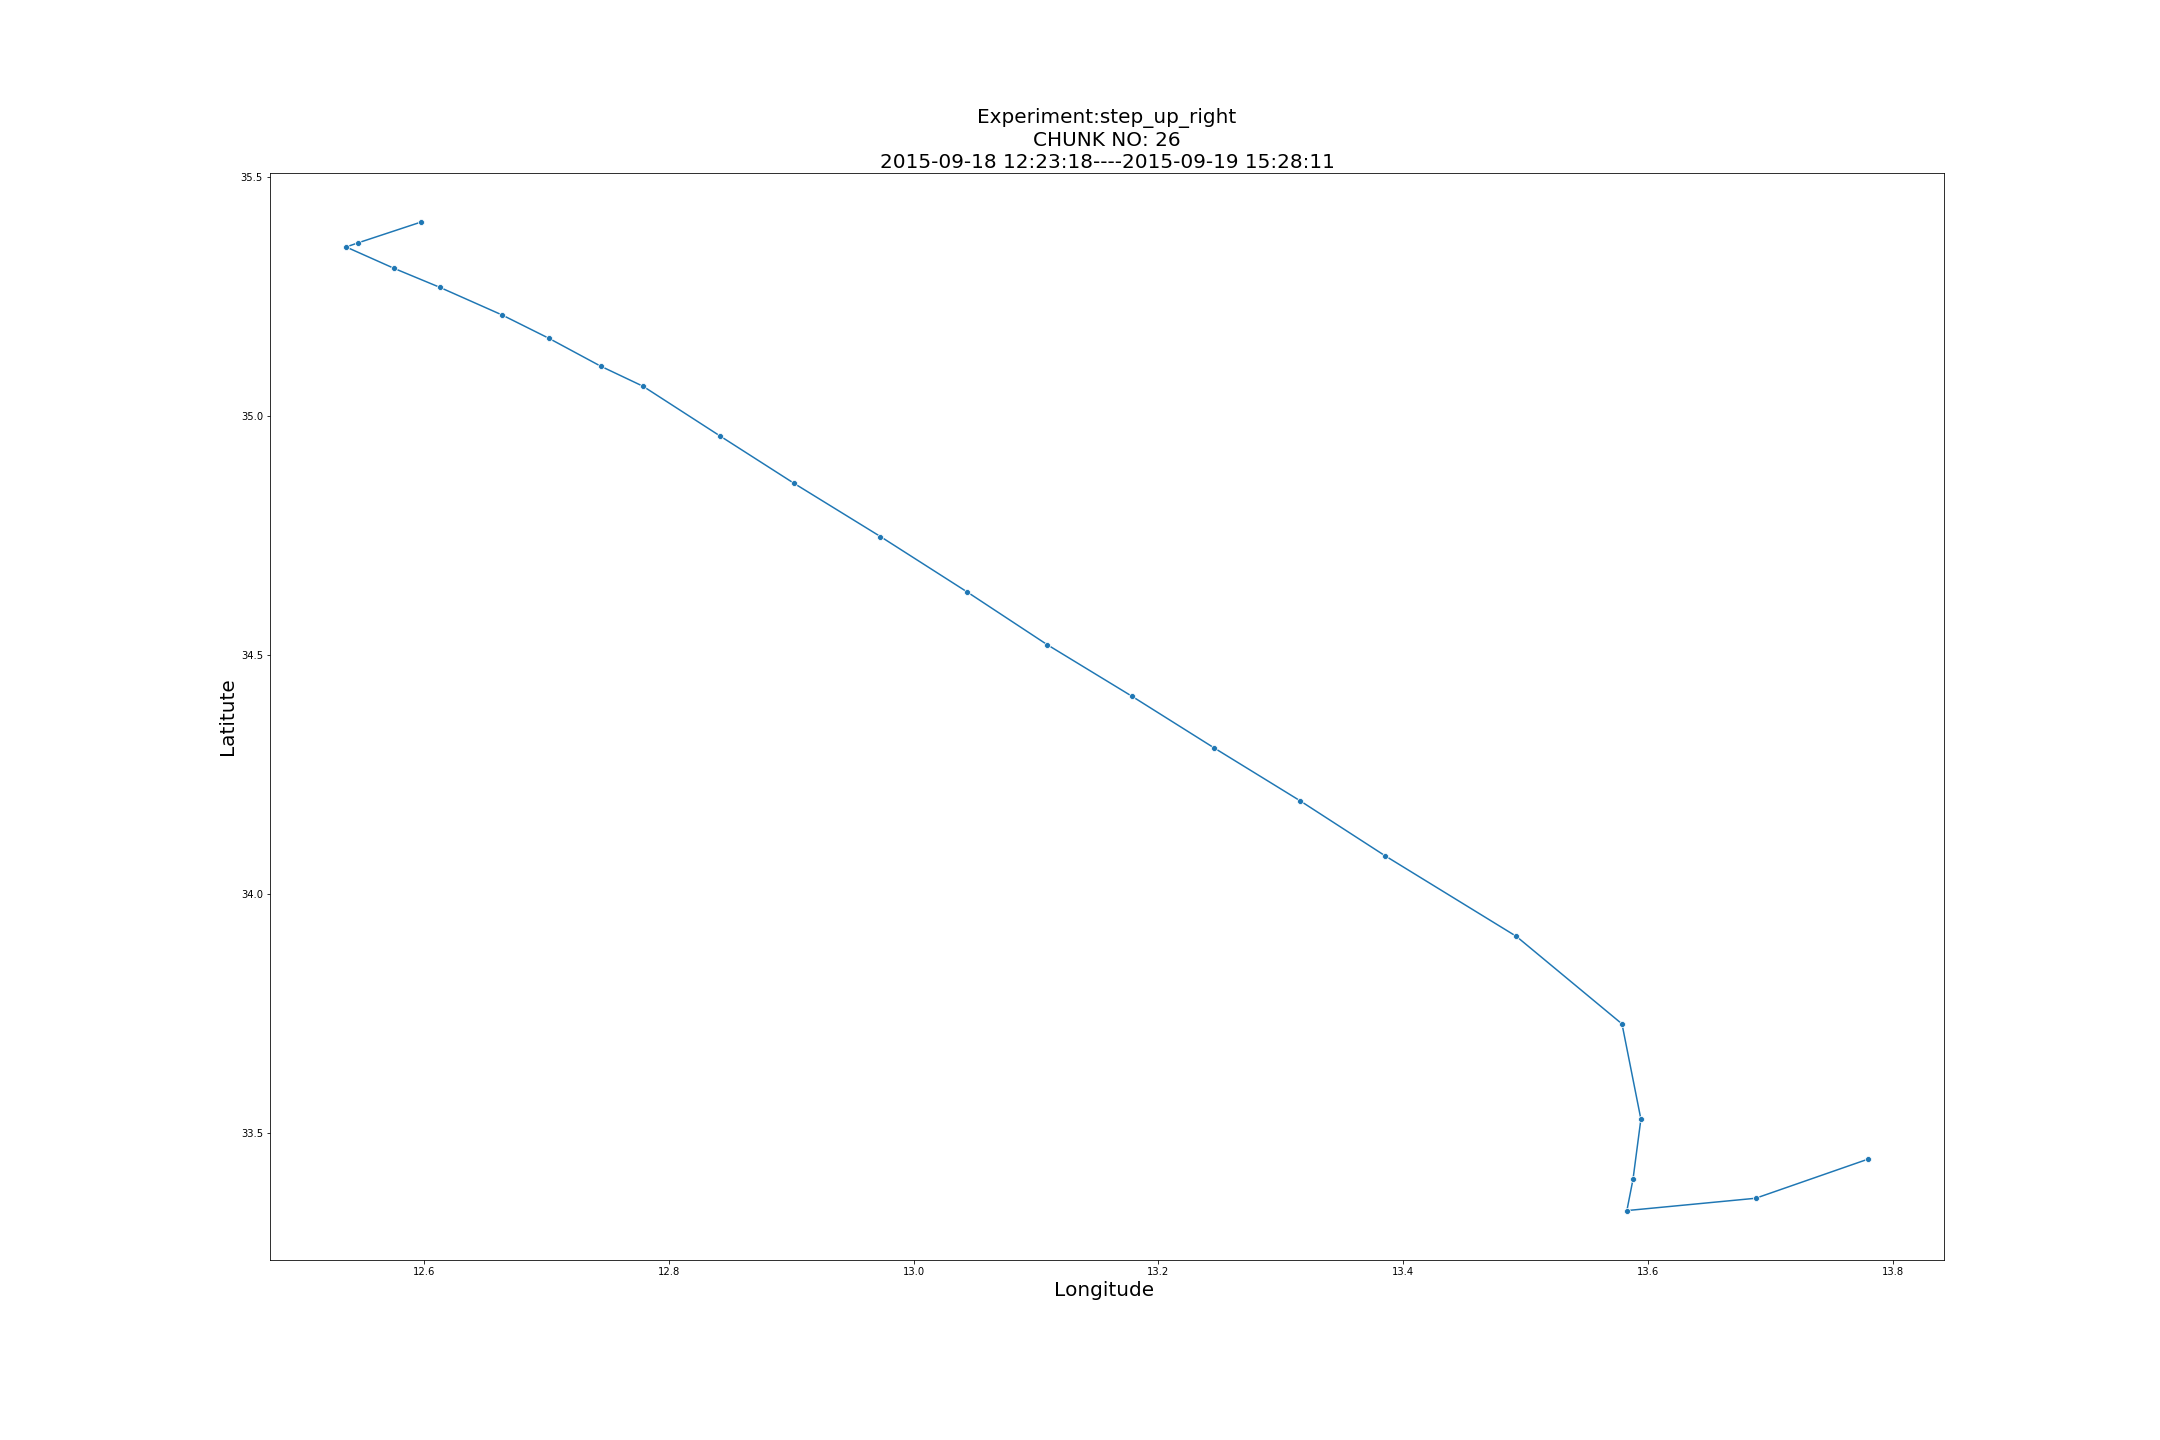 Experiment:step_up_right
CHUNK NO: 26
2015-09-18 12:23:18----2015-09-19 15:28:11
35.5
35.0
34.5
34.0
33.5
Latitute
12.6 12.8 13.0 13.2 13.4 13.6 13.8
Longitude